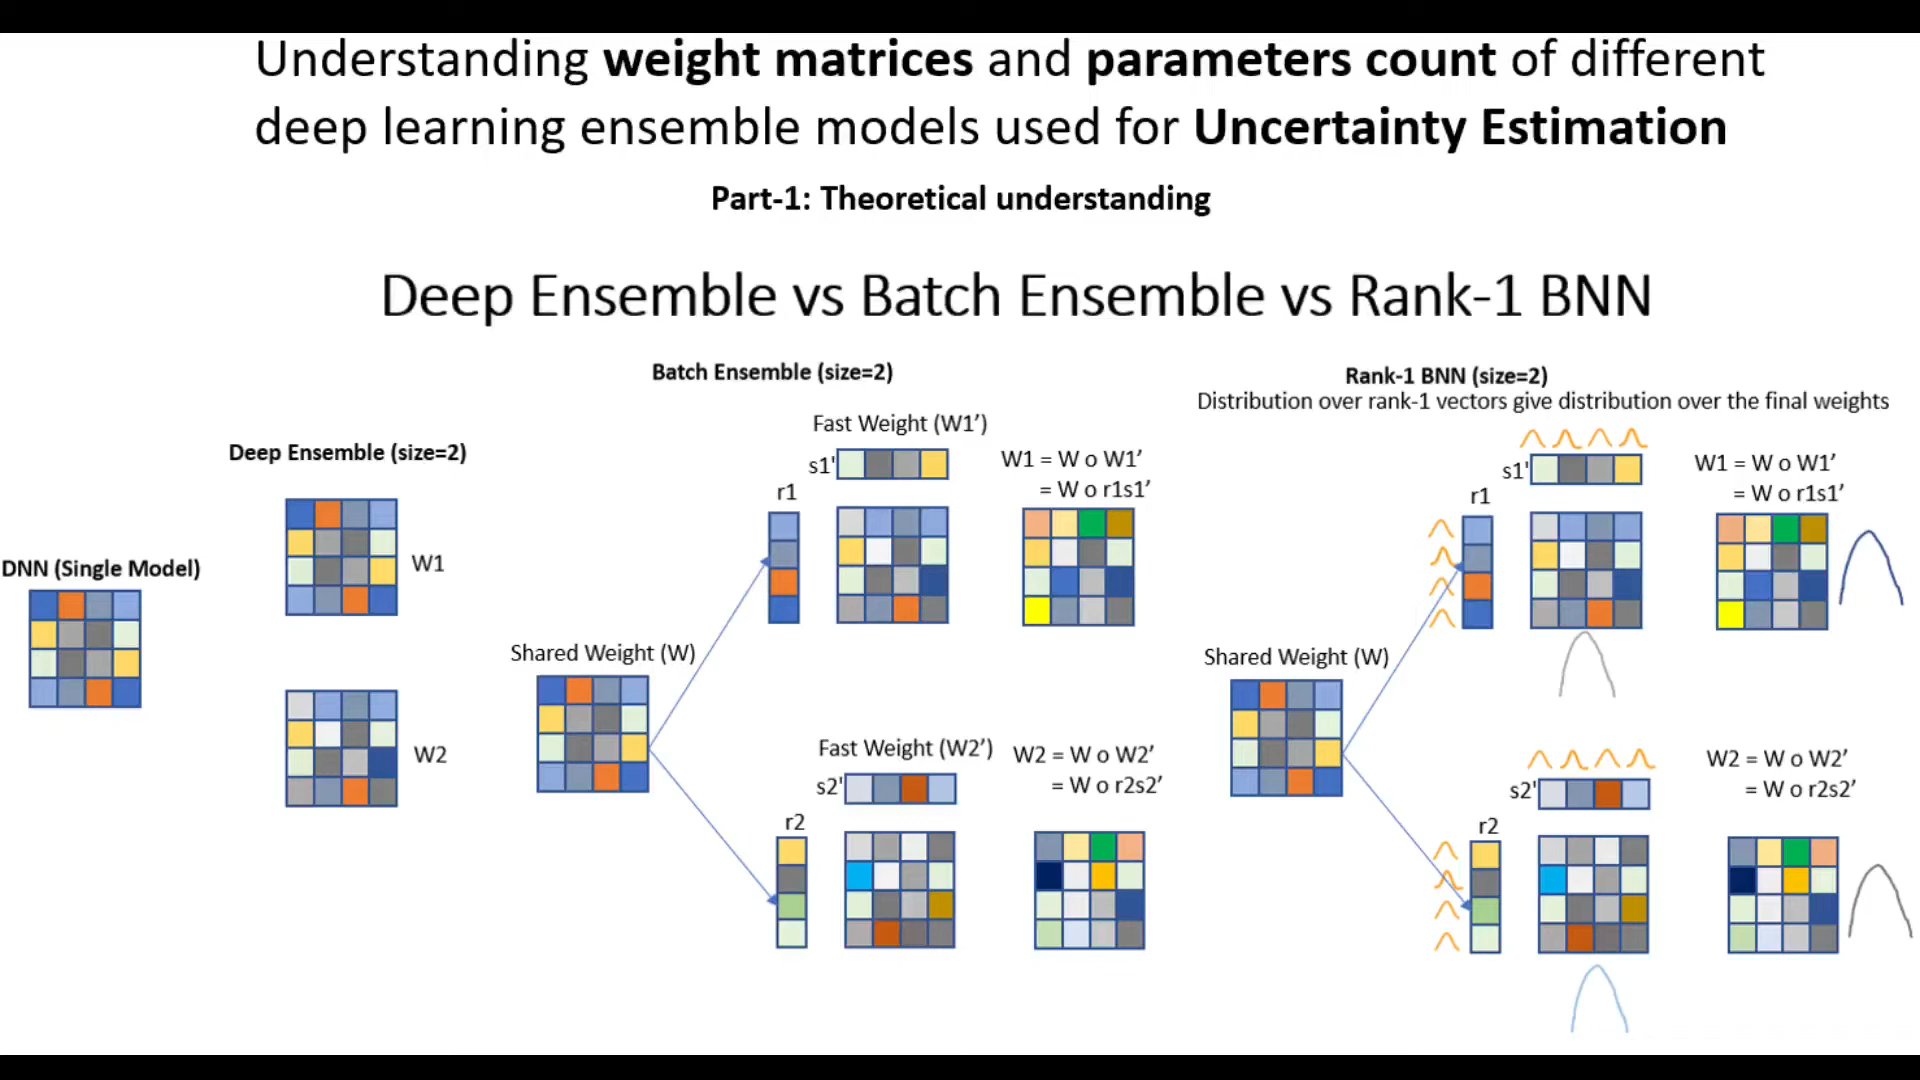 Understanding weight matrices and parameters count of different
deep learning ensemble models used for Uncertainty Estimation
Part-1: Theoretical understanding
Deep Ensemble vs Batch Ensemble vs Rank-1 BNN
DNN (Single Model)
Deep Ensemble (size=2)
W1
W2
Batch Ensemble (size=2)
Shared Weight (W)
Fast Weight (W1’)
s1'
r1
W1 = W o W1’
= W o r1s1’
Fast Weight (W2’)
s2'
r2
W2 = W o W2’
= W o r2s2’
Rank-1 BNN (size=2)
Distribution over rank-1 vectors give distribution over the final weights
Shared Weight (W)
s1'
r1
W1 = W o W1’
= W o r1s1’
s2'
r2
W2 = W o W2’
= W o r2s2’